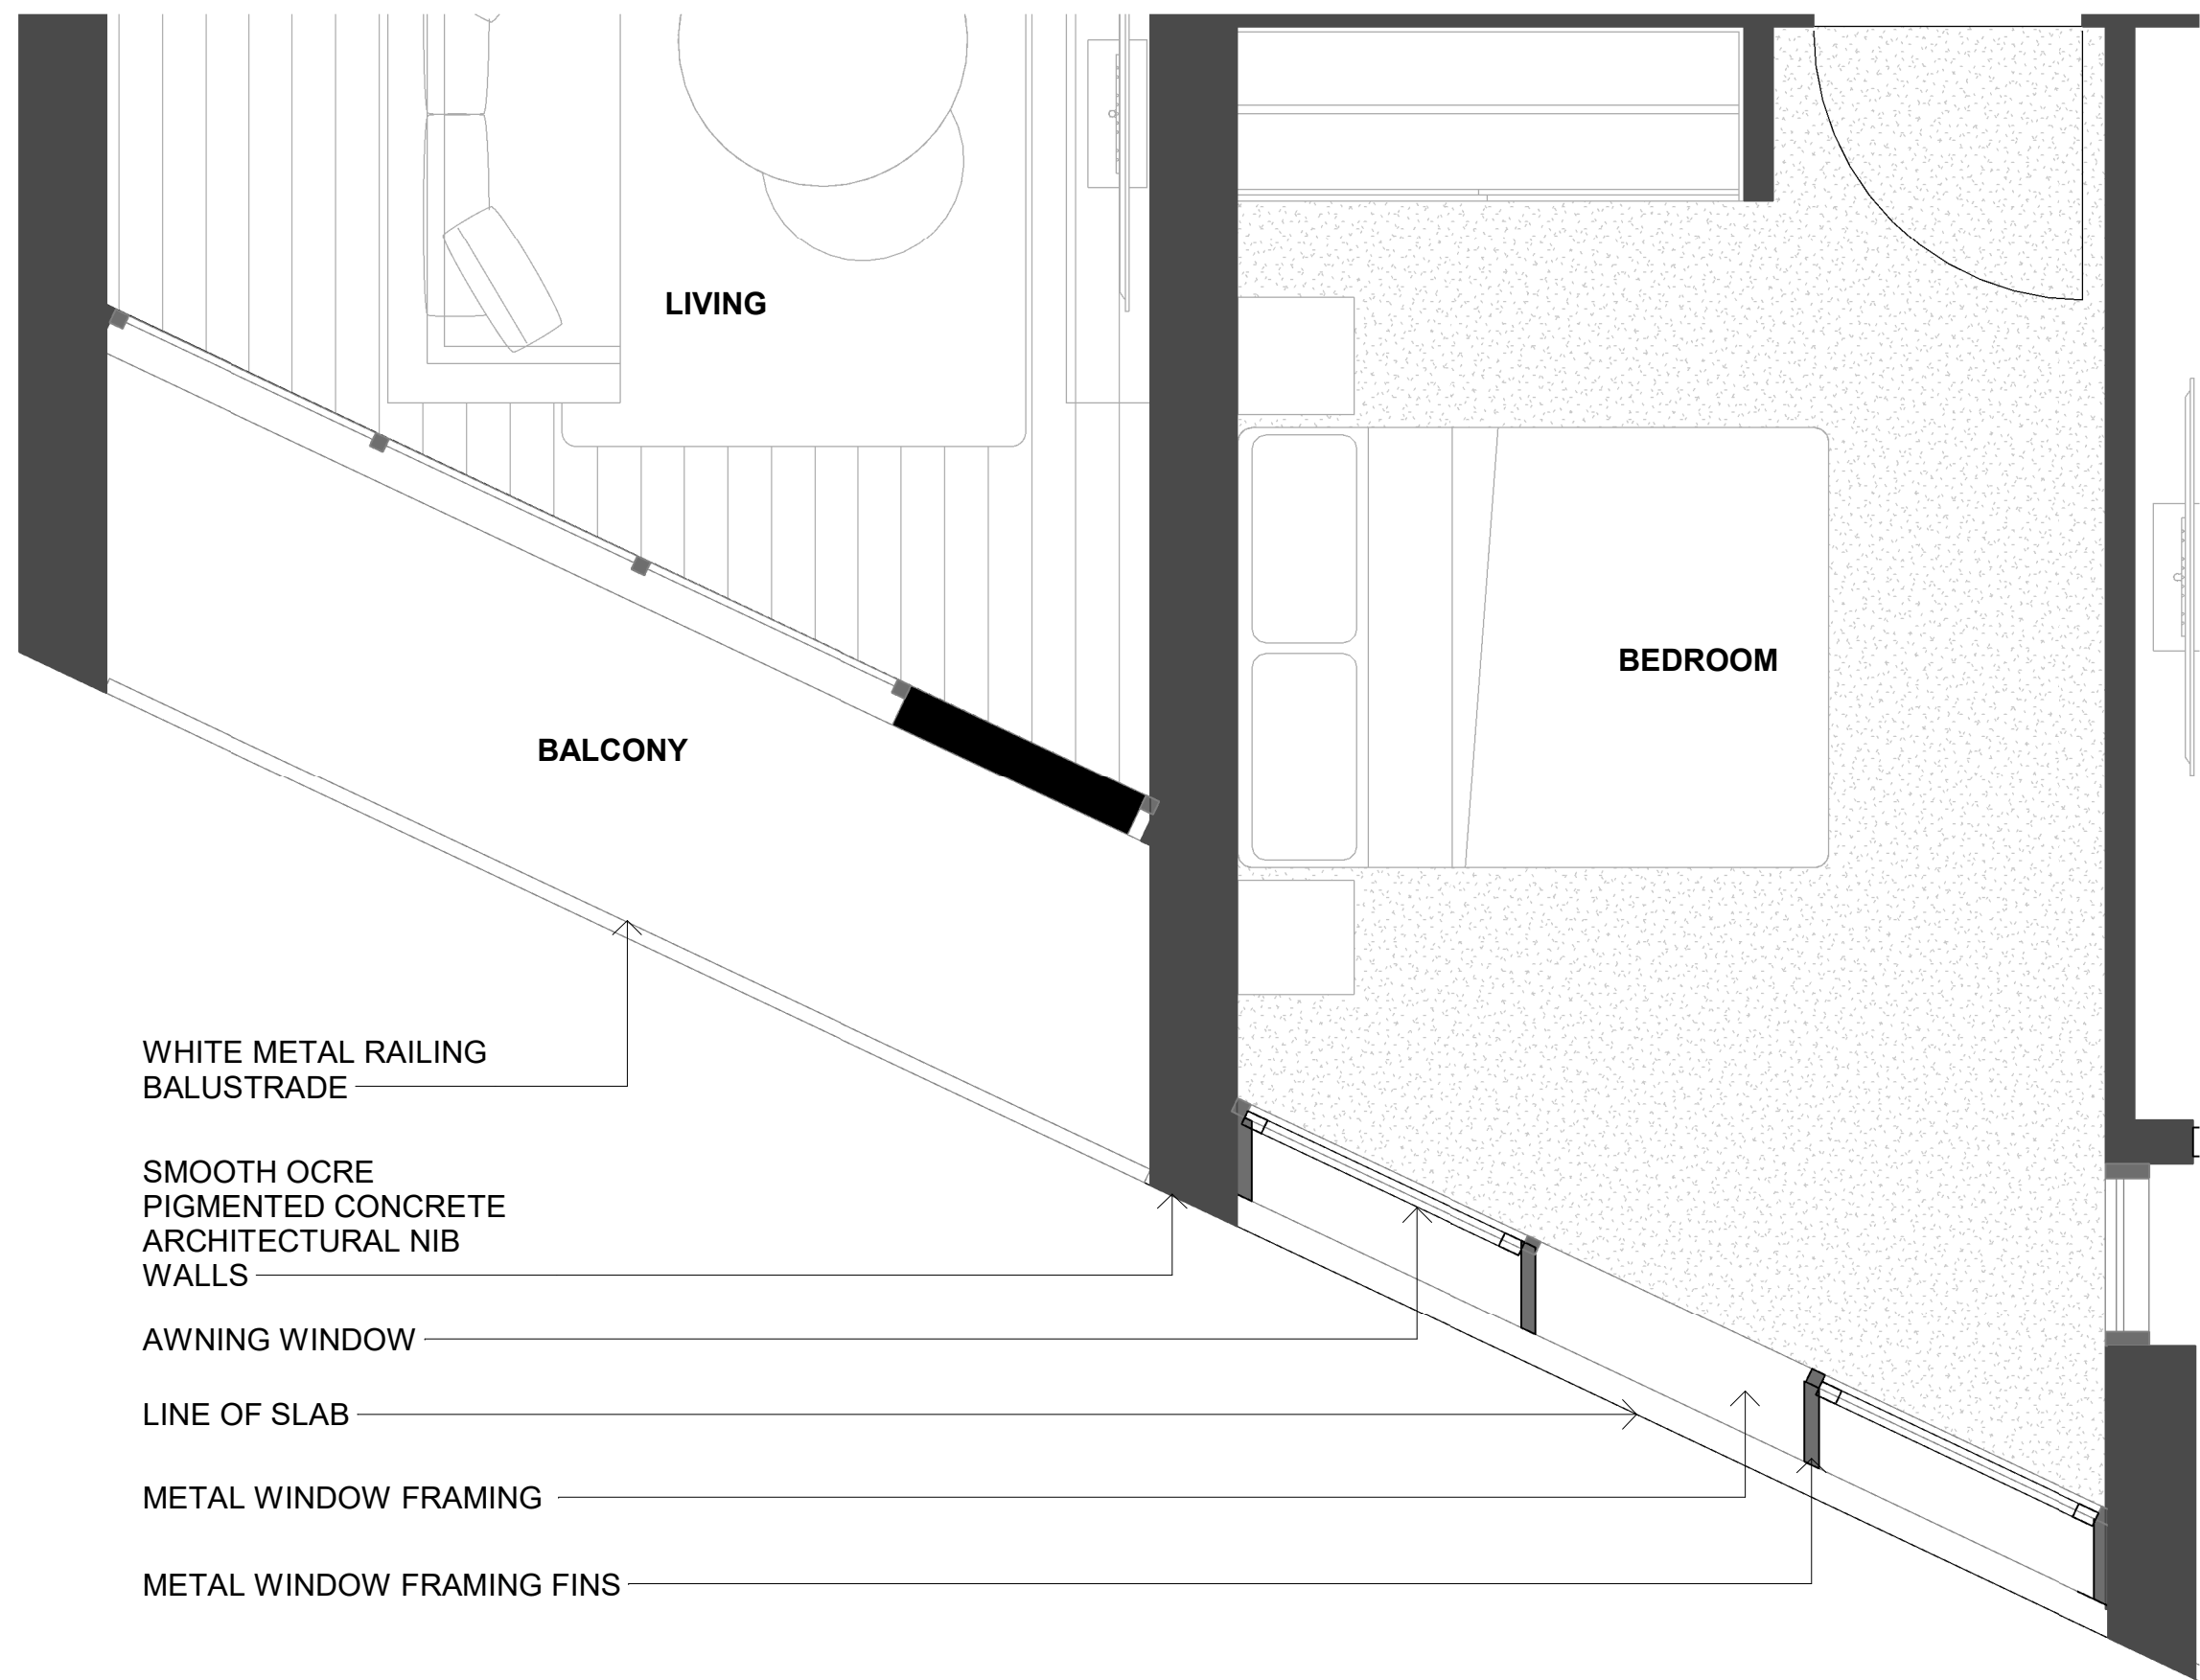 LIVING
BEDROOM
BALCONY
WHITE METAL RAILING
BALUSTRADE
SMOOTH OCRE
PIGMENTED CONCRETE
ARCHITECTURAL NIB
WALLS
AWNING WINDOW
LINE OF SLAB
METAL WINDOW FRAMING
METAL WINDOW FRAMING FINS